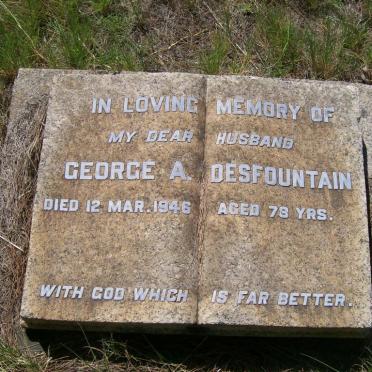 IN LOVING MEMORY OF
MY DEAR HUSBAND
GEORGE A. DESFOUNTAIN
DIED 12 MAR. 1946 AGED 79 YRS.
WITH GOD WHICH IS FAR BETTER.